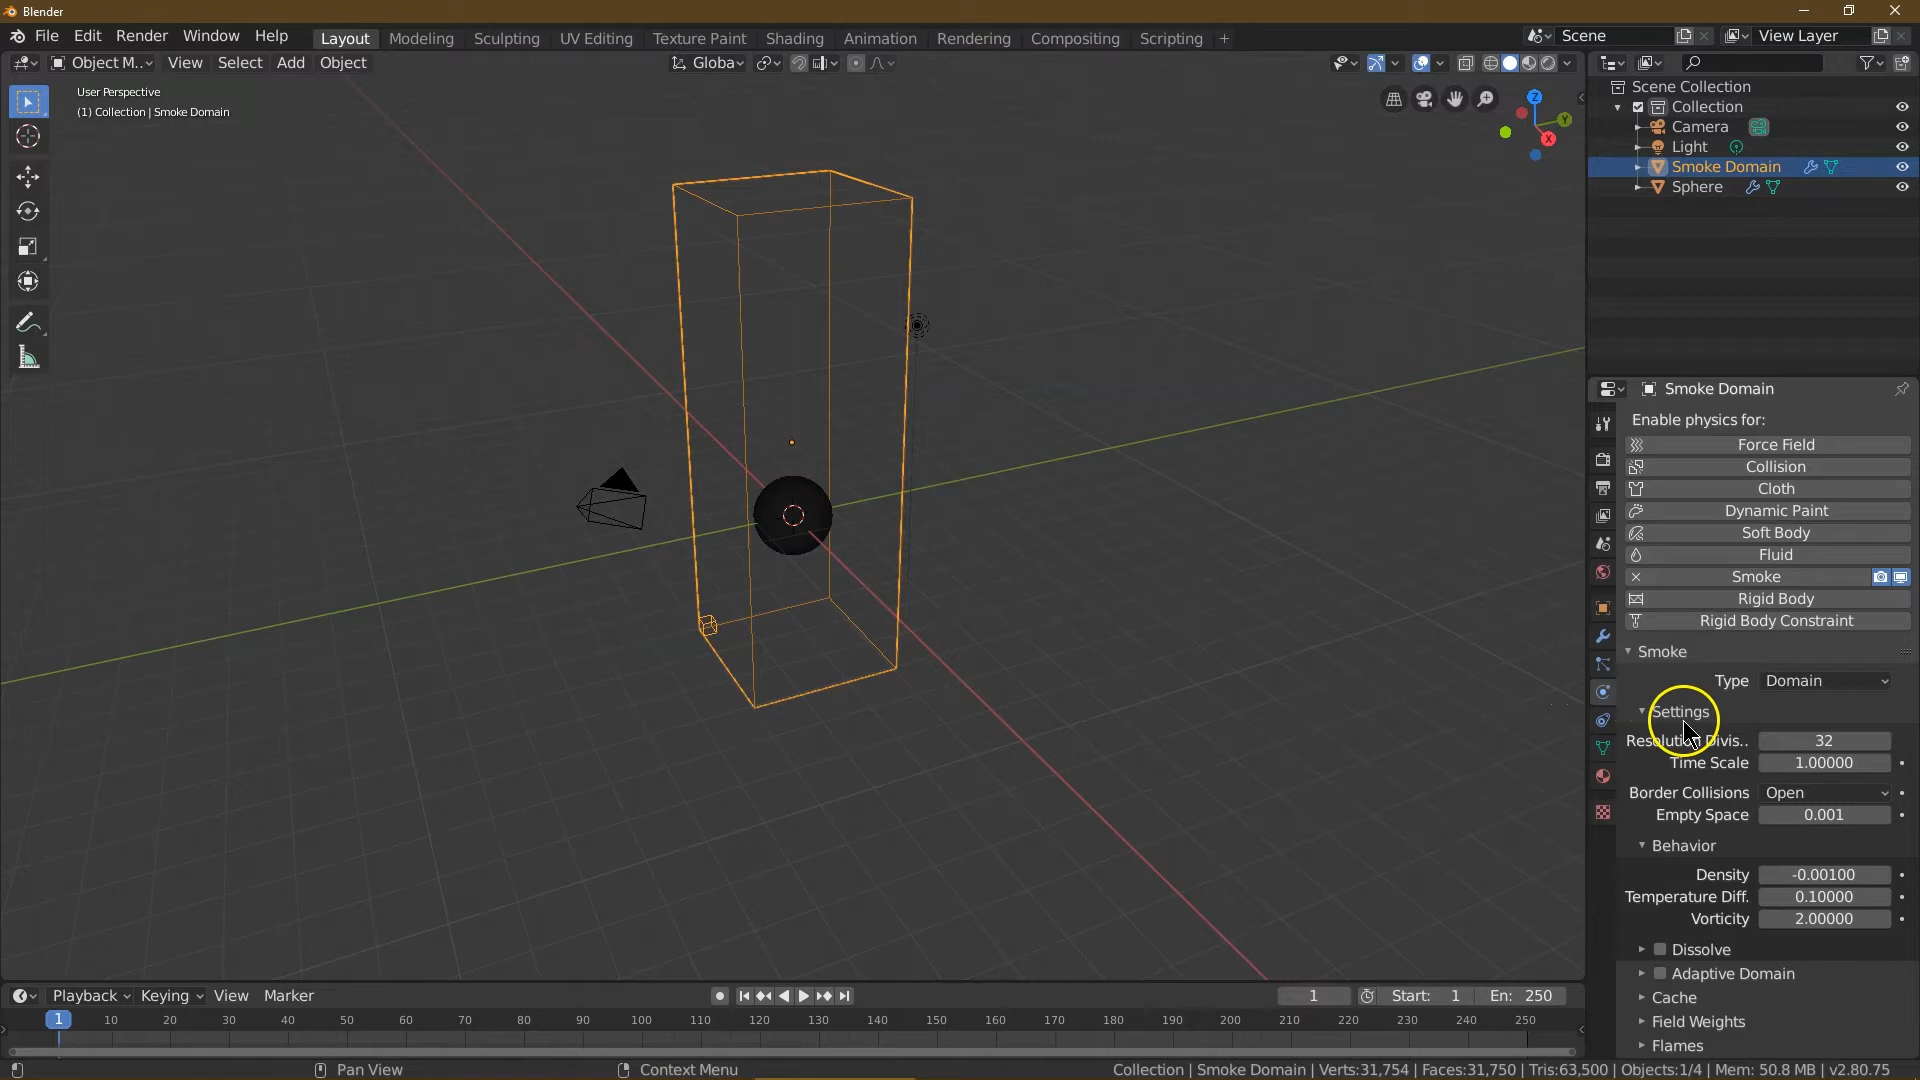 Blender
File Edit Render Window Help
Layout Modeling Sculpting UV Editing Texture Paint Shading Animation Rendering Compositing Scripting +
Scene
View Layer
Object M..
View Select Add Object
Globa
User Perspective
(1) Collection | Smoke Domain
Z
Y
X
Scene Collection
Collection
Camera
Light
Smoke Domain
Sphere
Smoke Domain
Enable physics for:
Force Field
Collision
Cloth
Dynamic Paint
Soft Body
Fluid
Smoke
Rigid Body
Rigid Body Constraint
Smoke
Type Domain
Settings
Resolution Divis.. 32
Time Scale 1.00000
Border Collisions Open
Empty Space 0.001
Behavior
Density -0.00100
Temperature Diff. 0.10000
Vorticity 2.00000
Dissolve
Adaptive Domain
Cache
Field Weights
Flames
Playback Keying View Marker
1 Start: 1 En: 250
1 10 20 30 40 50 60 70 80 90 100 110 120 130 140 150 160 170 180 190 200 210 220 230 240 250
Pan View
Context Menu
Collection | Smoke Domain | Verts:31,754 | Faces:31,750 | Tris:63,500 | Objects:1/4 | Mem: 50.8 MB | v2.80.75